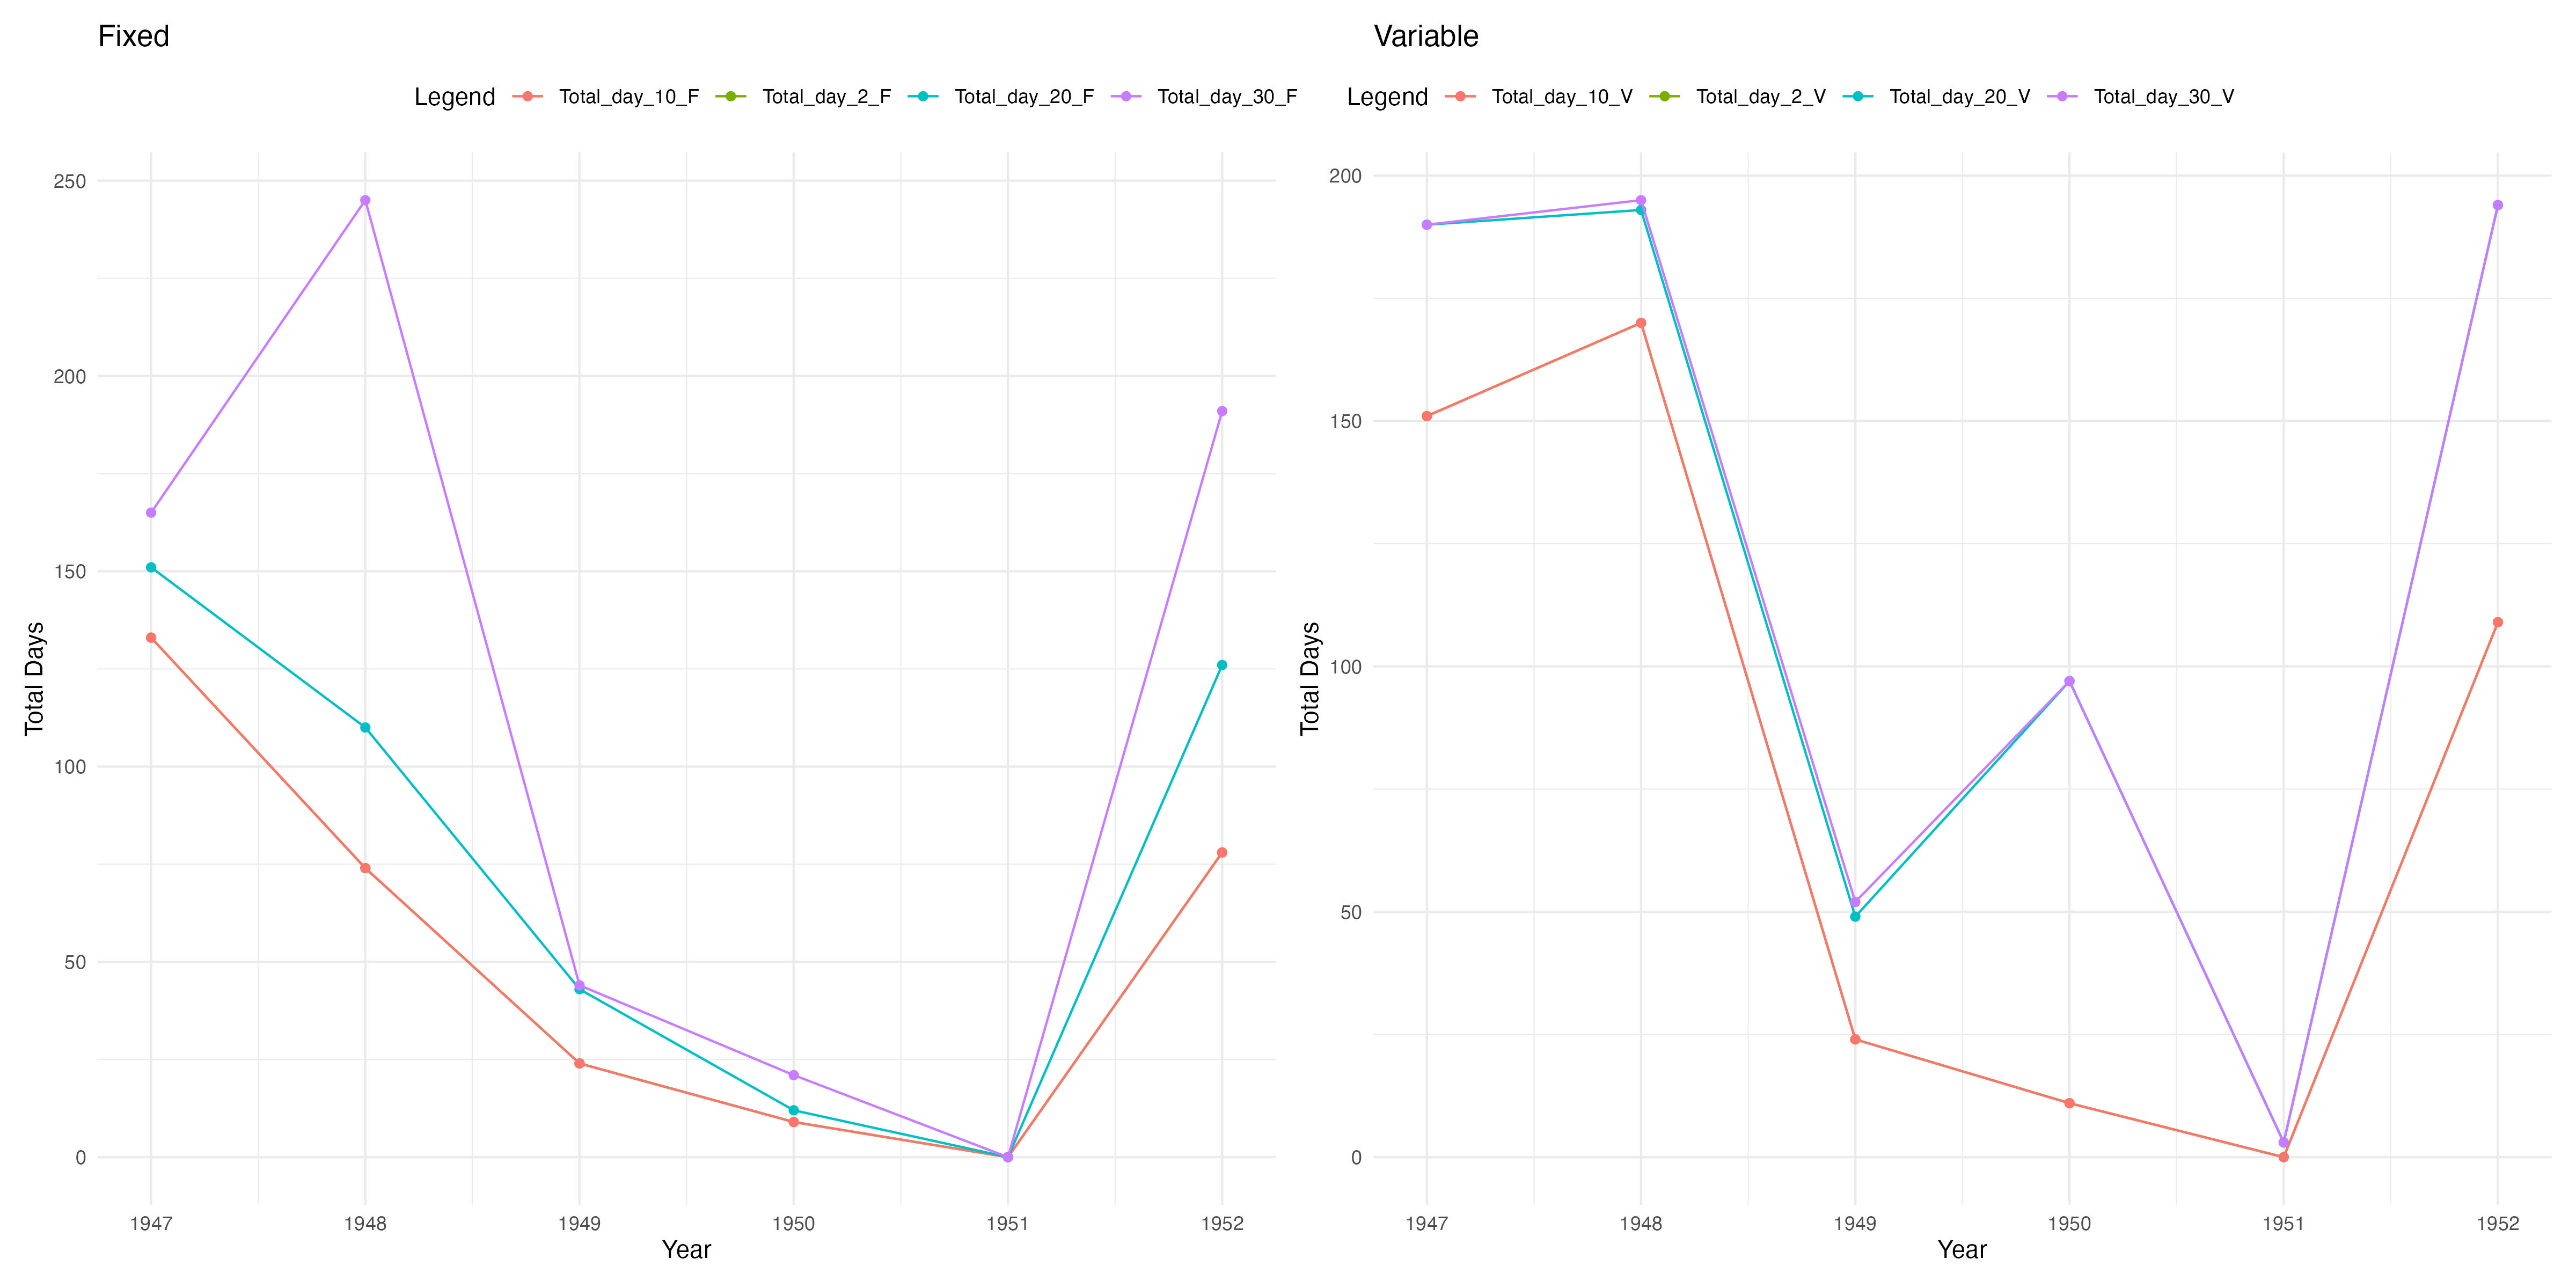 Fixed
Legend Total_day_10_F Total_day_2_F Total_day_20_F Total_day_30_F
250
200
150
100
50
0
Total Days
1947 1948 1949 1950 1951 1952
Year
Variable
Legend Total_day_10_V Total_day_2_V Total_day_20_V Total_day_30_V
200
150
100
50
0
Total Days
1947 1948 1949 1950 1951 1952
Year